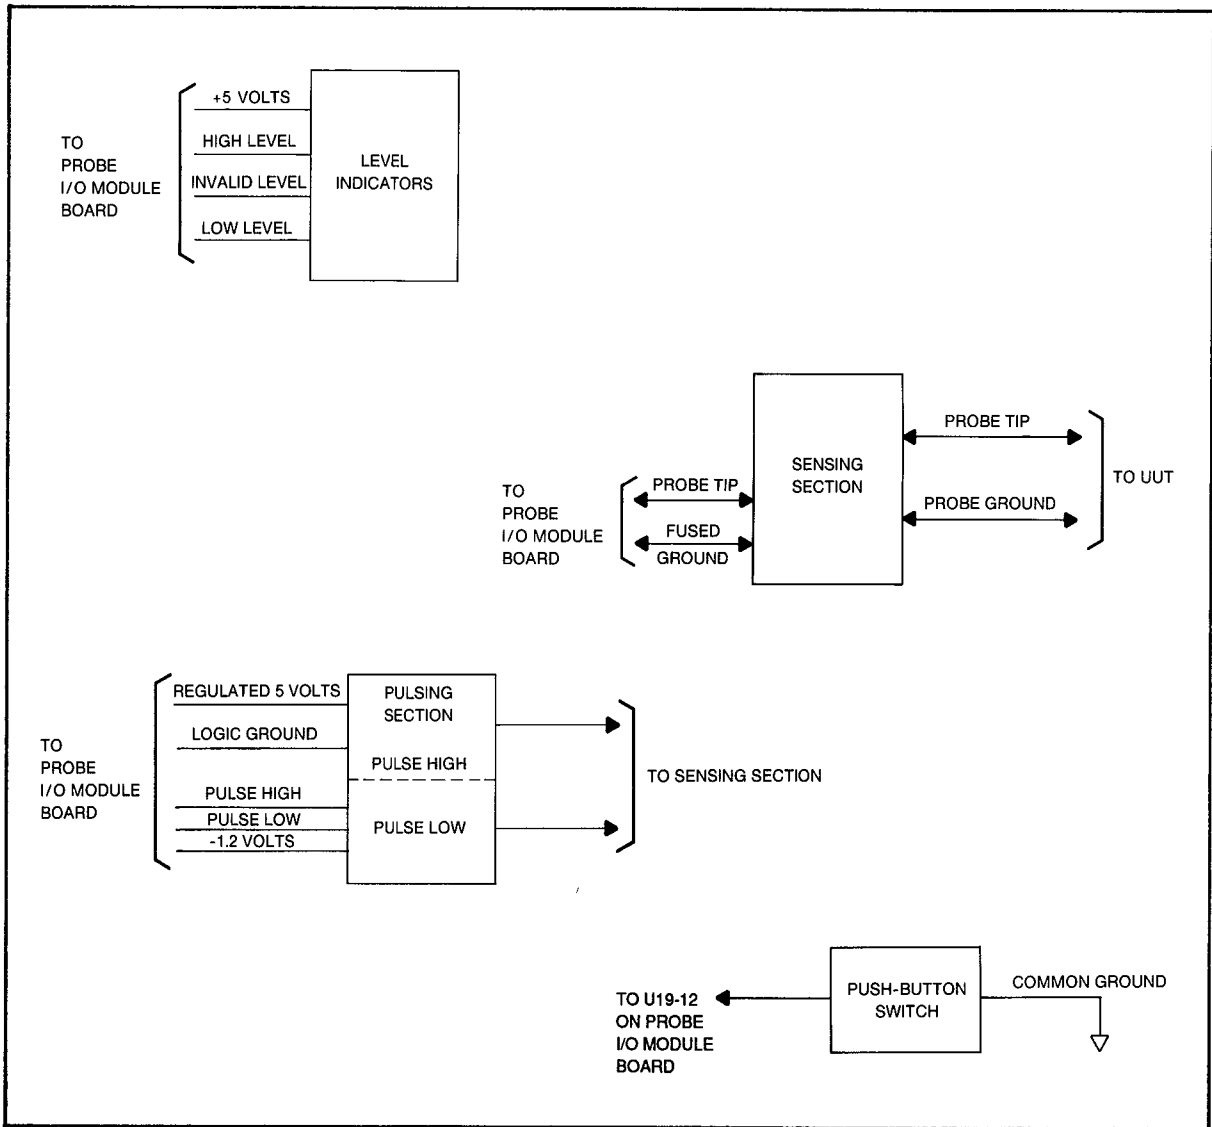 +5 VOLTS
HIGH LEVEL
INVALID LEVEL
LOW LEVEL
TO
PROBE
I/O MODULE
BOARD
LEVEL
INDICATORS
TO
PROBE
I/O MODULE
BOARD
PROBE TIP
FUSED
GROUND
SENSING
SECTION
PROBE TIP
PROBE GROUND
TO UUT
TO
PROBE
I/O MODULE
BOARD
REGULATED 5 VOLTS
LOGIC GROUND
PULSE HIGH
PULSE LOW
-1.2 VOLTS
PULSING
SECTION
PULSE HIGH
PULSE LOW
TO SENSING SECTION
TO U19-12
ON PROBE
I/O MODULE
BOARD
PUSH-BUTTON
SWITCH
COMMON GROUND